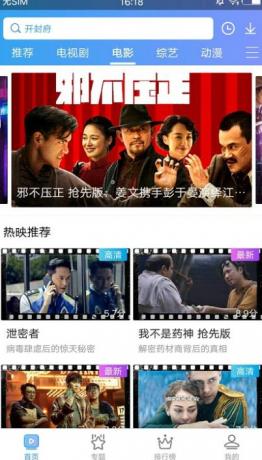 无SIM 16:18
开封府
推荐 电视剧 电影 综艺 动漫
邪不压正
邪不压正 抢先版：姜文携手彭于晏演绎江…
热映推荐
高清
最新
7.5分
泄密者
病毒肆虐后的惊天秘密
我不是药神 抢先版
解密药材商背后的真相
最新
高清
首页 专题 排行榜 我的